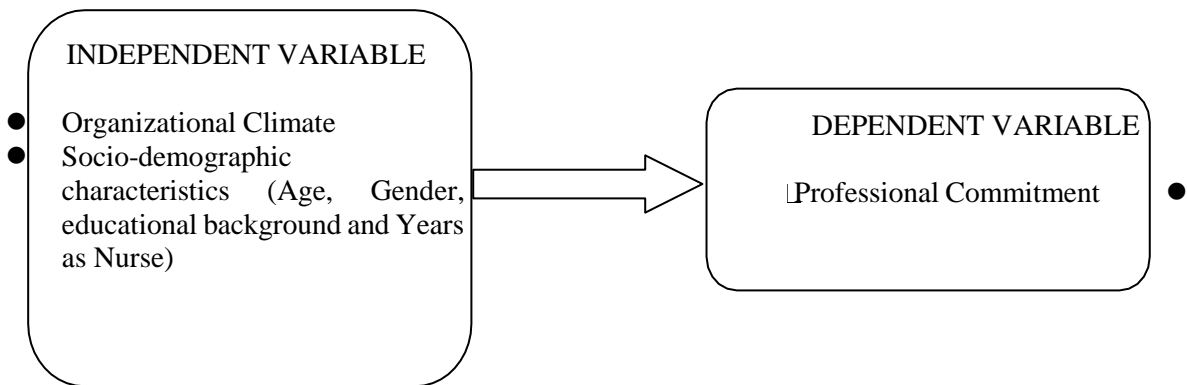 INDEPENDENT VARIABLE
● Organizational Climate
● Socio-demographic
characteristics (Age, Gender,
educational background and Years
as Nurse)
DEPENDENT VARIABLE
Professional Commitment ●